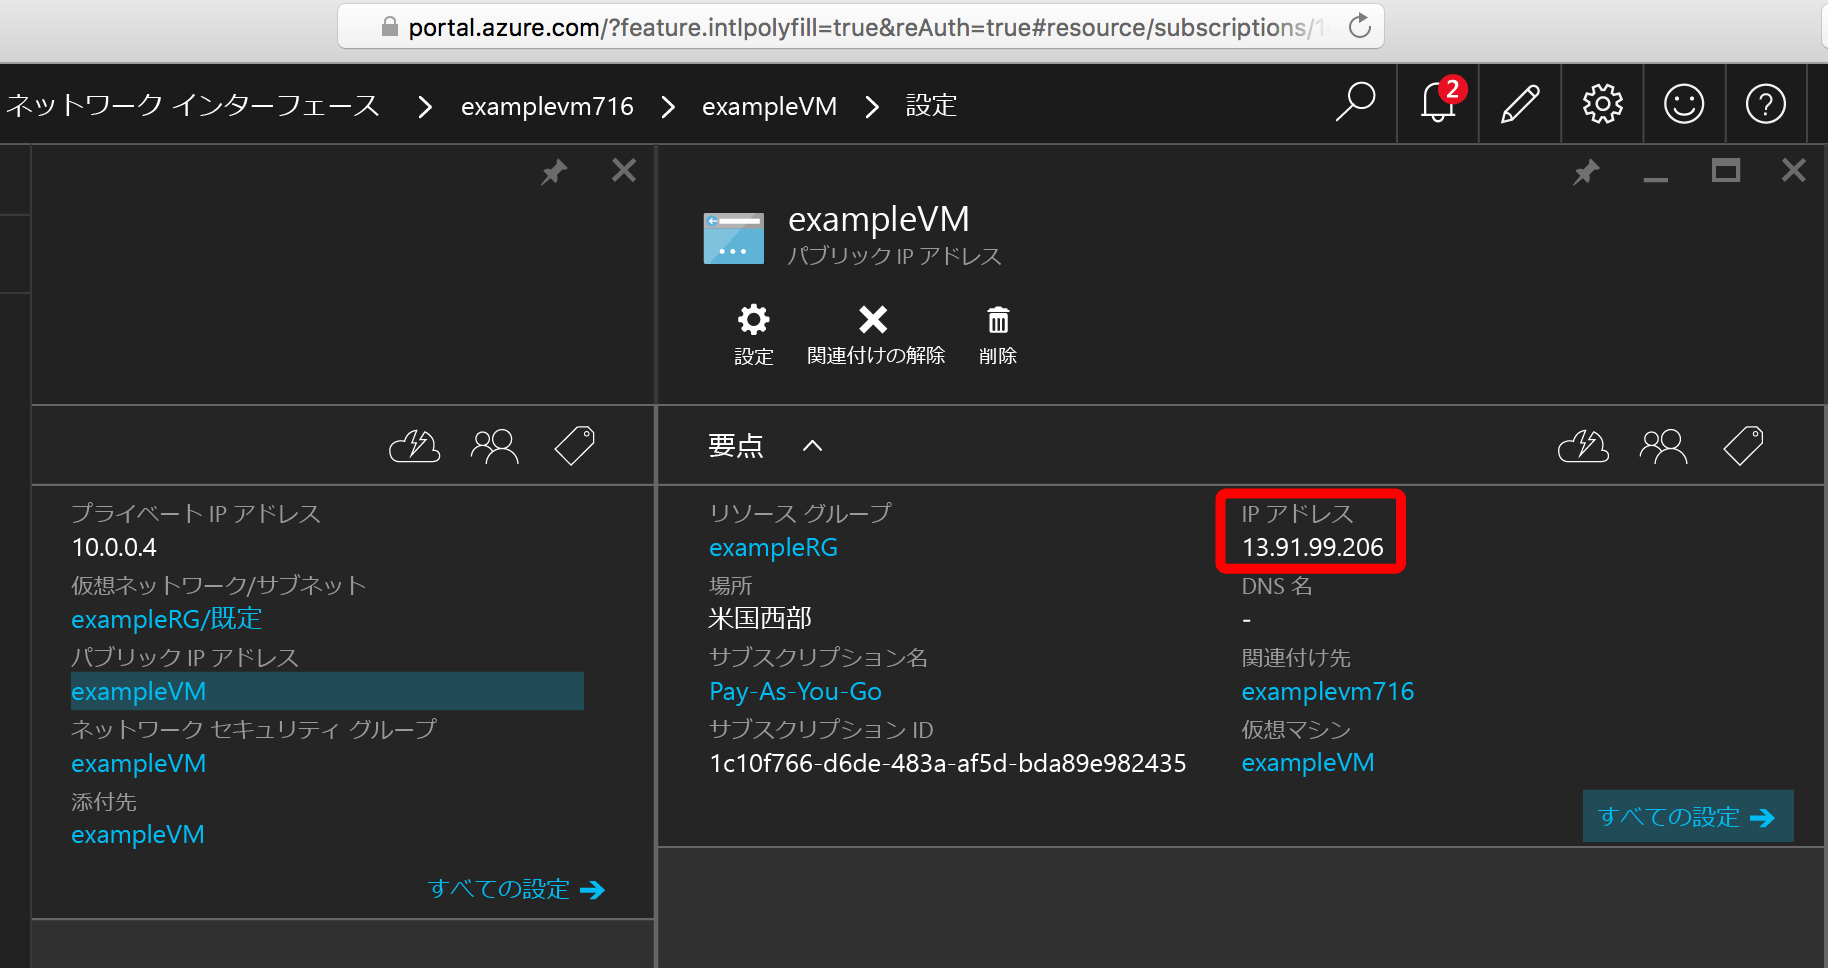 portal.azure.com/?feature.intlpolyfill=true&reAuth=true#resource/subscriptions/1
ネットワーク インターフェース > examplevm716 > exampleVM > 設定
2
exampleVM
パブリック IP アドレス
設定 関連付けの解除 削除
プライベート IP アドレス
10.0.0.4
仮想ネットワーク/サブネット
exampleRG/既定
パブリック IP アドレス
exampleVM
ネットワーク セキュリティ グループ
exampleVM
添付先
exampleVM
すべての設定 →
要点
リソース グループ
exampleRG
場所
米国西部
サブスクリプション名
Pay-As-You-Go
サブスクリプション ID
1c10f766-d6de-483a-af5d-bda89e982435
IP アドレス
13.91.99.206
DNS 名
-
関連付け先
examplevm716
仮想マシン
exampleVM
すべての設定 →